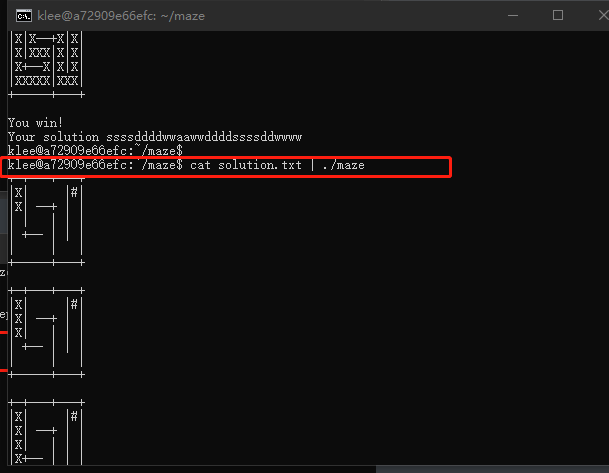 klee@a72909e66efc: ~/maze
|X|X--+X|X|
|X|XXX|X|X|
|X+--X|X|X|
|XXXXX|XXX|
+-----+---+
You win!
Your solution ssssddddwwaawwddddssssddwwww
klee@a72909e66efc:~/maze$
klee@a72909e66efc:~/maze$ cat solution.txt | ./maze
+-+---+---+
|X|     |#|
|X| --+ | |
| |   | | |
| +-- | | |
|     |   |
+-----+---+
+-+---+---+
|X|     |#|
|X| --+ | |
|X|   | | |
| +-- | | |
|     |   |
+-----+---+
+-+---+---+
|X|     |#|
|X| --+ | |
|X|   | | |
|X+-- | | |